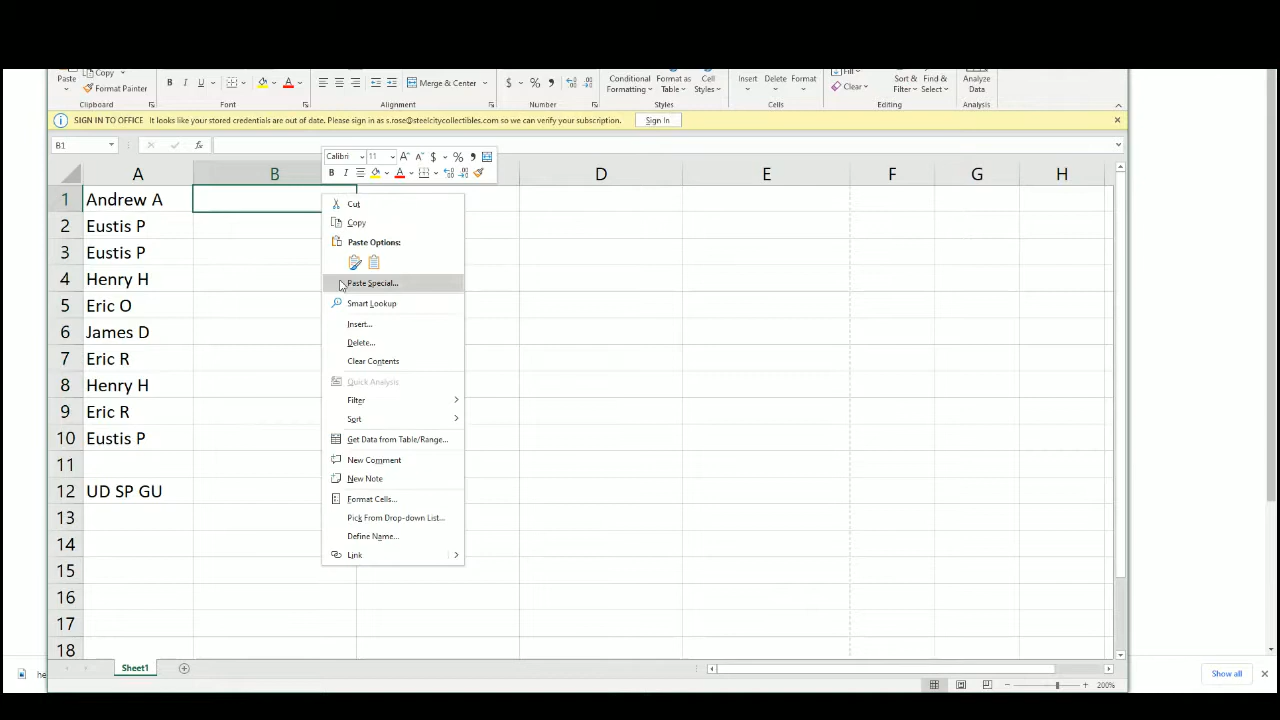 Paste Copy Format Painter B I U Merge & Center $ % , Conditional Formatting Format as Table Cell Styles Insert Delete Format Fill Clear Sort & Filter Find & Select Analyze Data
Clipboard Font Alignment Number Styles Cells Editing Analysis
SIGN IN TO OFFICE It looks like your stored credentials are out of date. Please sign in as s.rose@steelcitycollectibles.com so we can verify your subscription. Sign In
B1 fx
Calibri 11 A A $ % ,
B I A
A B D E F G H
1 Andrew A
2 Eustis P
3 Eustis P
4 Henry H
5 Eric O
6 James D
7 Eric R
8 Henry H
9 Eric R
10 Eustis P
11
12 UD SP GU
13
14
15
16
17
18
Cut
Copy
Paste Options:
Paste Special...
Smart Lookup
Insert...
Delete...
Clear Contents
Quick Analysis
Filter
Sort
Get Data from Table/Range...
New Comment
New Note
Format Cells...
Pick From Drop-down List...
Define Name...
Link
Sheet1
he Show all
200%